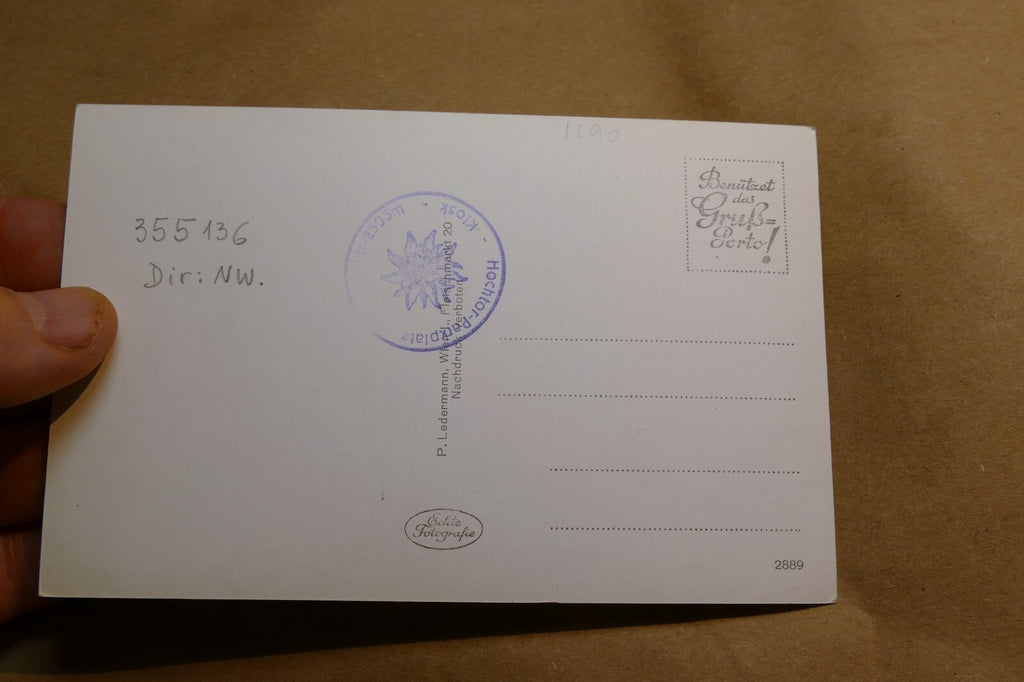 1290
Benützet
das
Gruß=
Porto!
355136
Dir: NW.
Hochtor-Parkplatz
- Kiosk -
2505m
P. Ledermann, Wien I., Fleischmarkt 20
Nachdruck verboten
Echte
Fotografie
2889